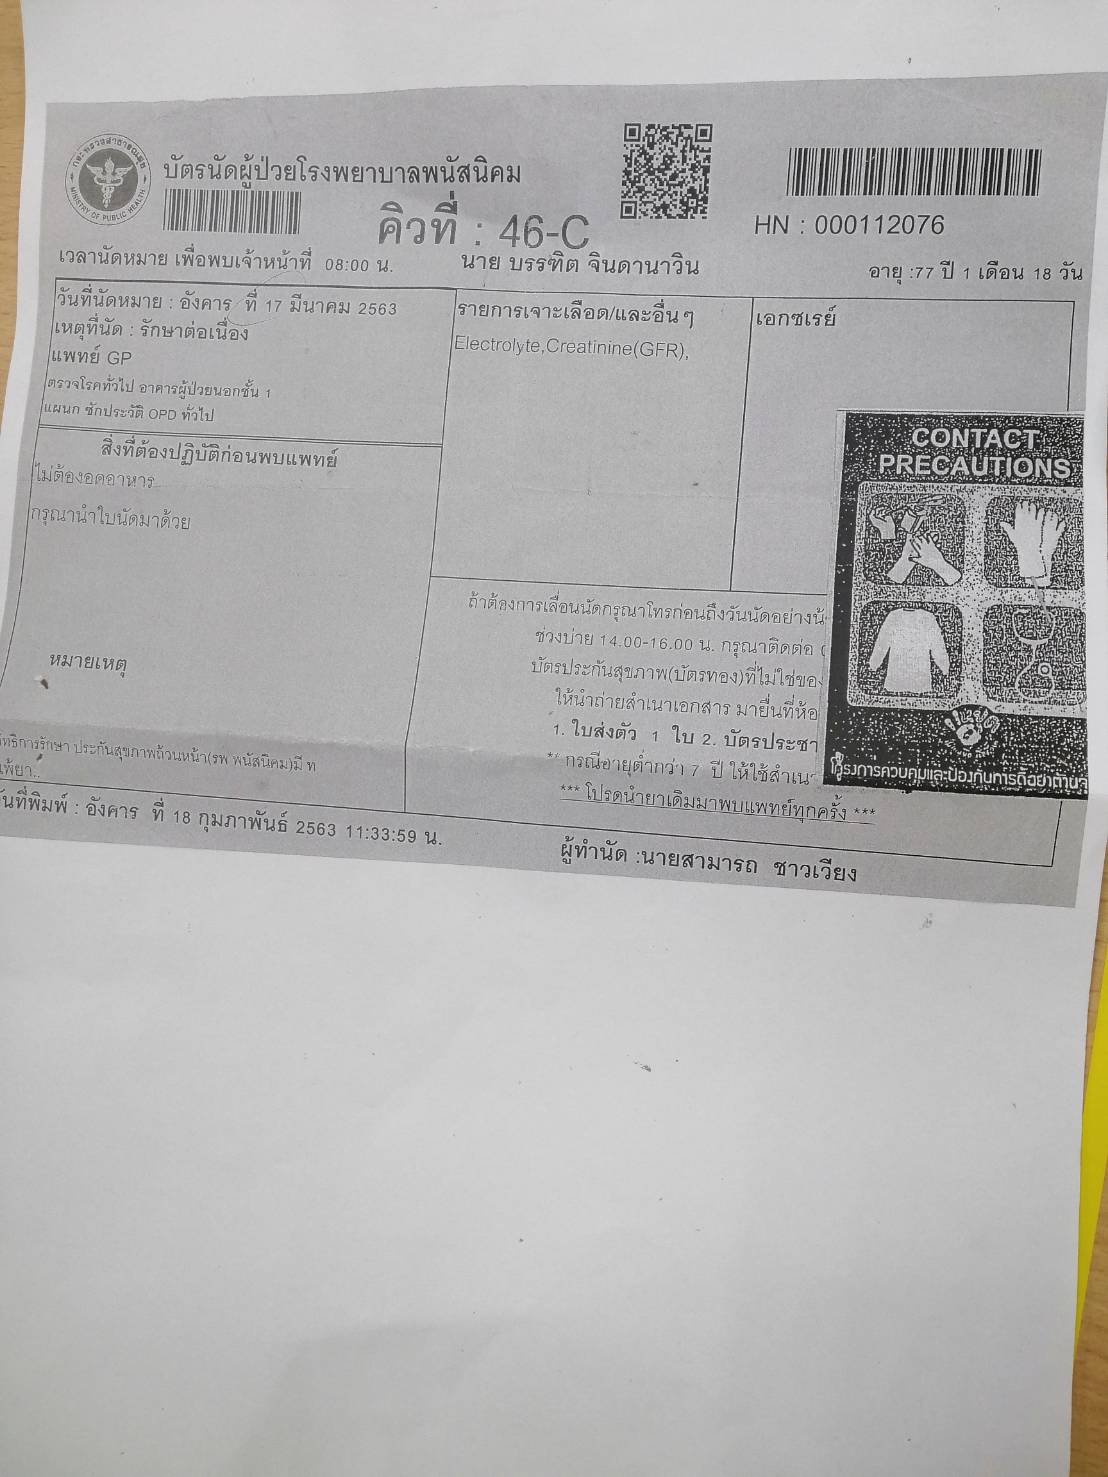 กระทรวงสาธารณสุข
MINISTRY OF PUBLIC HEALTH
บัตรนัดผู้ป่วยโรงพยาบาลพนัสนิคม
คิวที่ : 46-C
HN : 000112076
เวลานัดหมาย เพื่อพบเจ้าหน้าที่ 08:00 น.
นาย บรรฑิต จินดานาวิน
อายุ :77 ปี 1 เดือน 18 วัน
วันที่นัดหมาย : อังคาร ที่ 17 มีนาคม 2563
เหตุที่นัด : รักษาต่อเนื่อง
แพทย์ GP
ตรวจโรคทั่วไป อาคารผู้ป่วยนอกชั้น 1
แผนก ซักประวัติ OPD ทั่วไป
รายการเจาะเลือด/และอื่น ๆ
Electrolyte,Creatinine(GFR),
เอกซเรย์
สิ่งที่ต้องปฏิบัติก่อนพบแพทย์
ไม่ต้องอดอาหาร
กรุณานำใบนัดมาด้วย
หมายเหตุ
CONTACT
PRECAUTIONS
โครงการควบคุมและป้องกันการดื้อยาต้านจุ
ถ้าต้องการเลื่อนนัดกรุณาโทรก่อนถึงวันนัดอย่างน้
ช่วงบ่าย 14.00-16.00 น. กรุณาติดต่อ (
บัตรประกันสุขภาพ(บัตรทอง)ที่ไม่ใช่ของ
ให้นำถ่ายสำเนาเอกสาร มายื่นที่ห้อ
1. ใบส่งตัว 1 ใบ 2. บัตรประชา
** กรณีอายุต่ำกว่า 7 ปี ให้ใช้สำเนา
*** โปรดนำยาเดิมมาพบแพทย์ทุกครั้ง ***
ทธิการรักษา ประกันสุขภาพถ้วนหน้า(รพ พนัสนิคม)มี ท
แพ้ยา..
วันที่พิมพ์ : อังคาร ที่ 18 กุมภาพันธ์ 2563 11:33:59 น.
ผู้ทำนัด :นายสามารถ ชาวเวียง